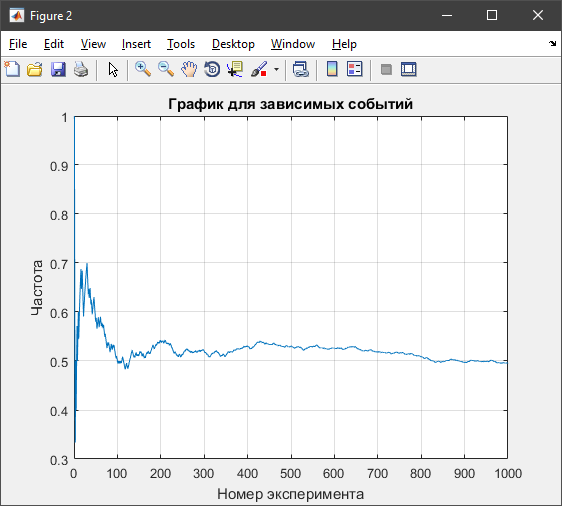 Figure 2
File Edit View Insert Tools Desktop Window Help
График для зависимых событий
1
0.9
0.8
0.7
0.6
0.5
0.4
0.3
Частота
0 100 200 300 400 500 600 700 800 900 1000
Номер эксперимента